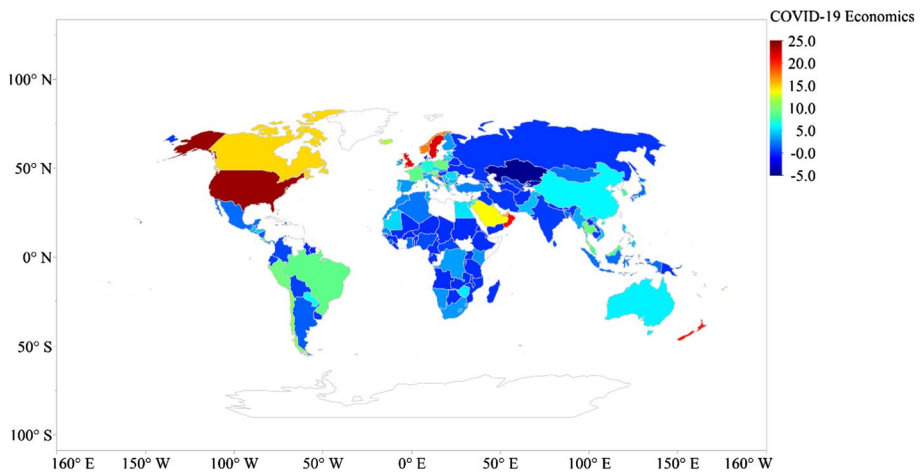 COVID-19 Economics
25.0
20.0
15.0
10.0
5.0
-0.0
-5.0
100° N
50° N
0° N
50° S
100° S
160° E 150° W 100° W 50° W 0° E 50° E 100° E 150° E 160° W